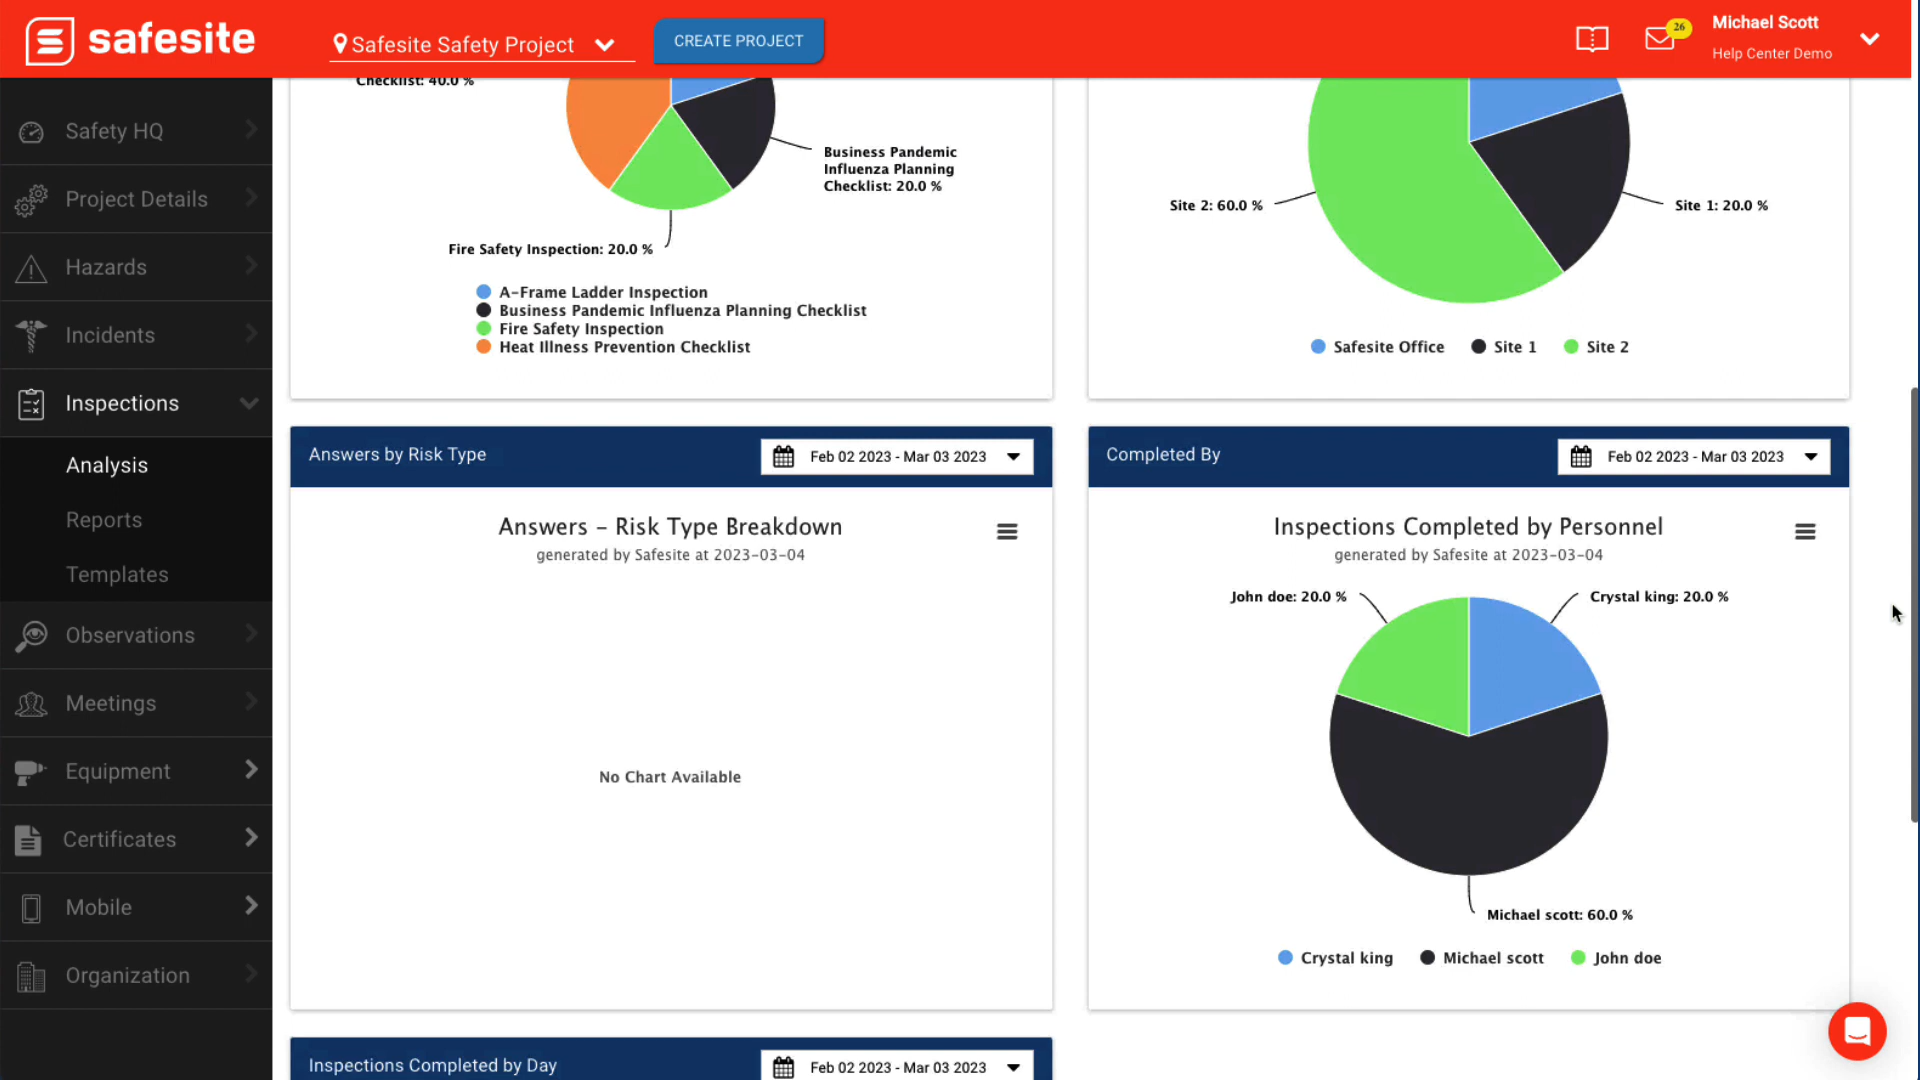 safesite
Safesite Safety Project
CREATE PROJECT
26
Michael Scott
Help Center Demo
Safety HQ
Project Details
Hazards
Incidents
Inspections
Analysis
Reports
Templates
Observations
Meetings
Equipment
Certificates
Mobile
Organization
Checklist: 40.0 %
Business Pandemic
Influenza Planning
Checklist: 20.0 %
Fire Safety Inspection: 20.0 %
A-Frame Ladder Inspection
Business Pandemic Influenza Planning Checklist
Fire Safety Inspection
Heat Illness Prevention Checklist
Site 2: 60.0 %
Site 1: 20.0 %
Safesite Office
Site 1
Site 2
Answers by Risk Type
Feb 02 2023 - Mar 03 2023
Answers - Risk Type Breakdown
generated by Safesite at 2023-03-04
No Chart Available
Completed By
Feb 02 2023 - Mar 03 2023
Inspections Completed by Personnel
generated by Safesite at 2023-03-04
John doe: 20.0 %
Crystal king: 20.0 %
Michael scott: 60.0 %
Crystal king
Michael scott
John doe
Inspections Completed by Day
Feb 02 2023 - Mar 03 2023